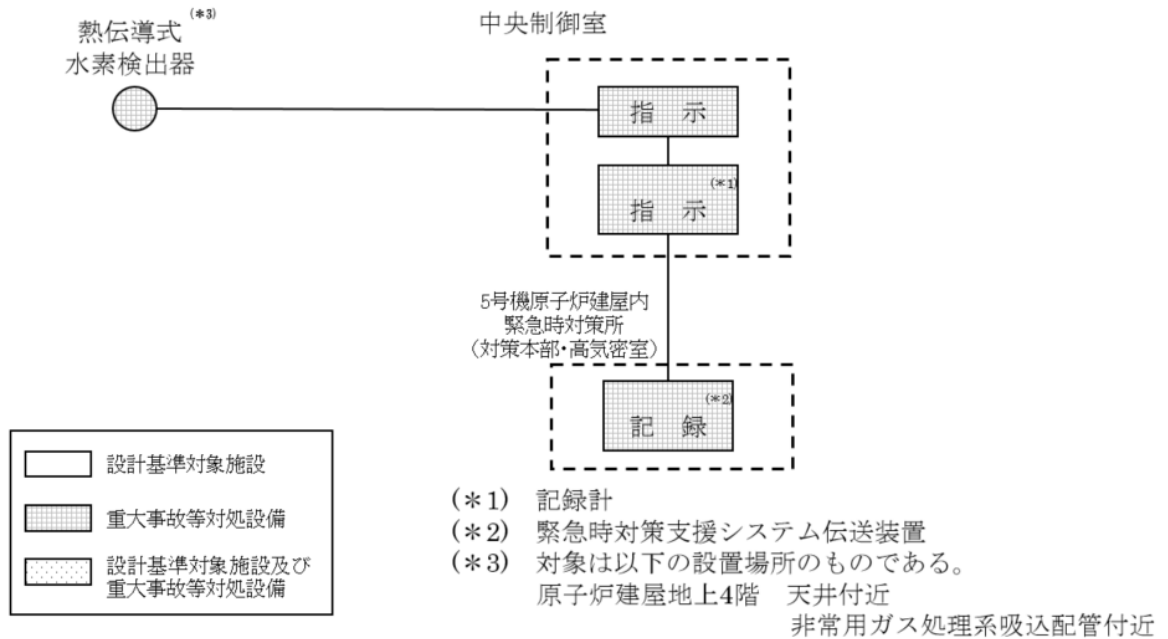 熱伝導式(*3)
水素検出器
中央制御室
指 示
指 示(*1)
5号機原子炉建屋内
緊急時対策所
(対策本部・高気密室)
記 録(*2)
設計基準対象施設
重大事故等対処設備
設計基準対象施設及び
重大事故等対処設備
(*1) 記録計
(*2) 緊急時対策支援システム伝送装置
(*3) 対象は以下の設置場所のものである。
原子炉建屋地上4階 天井付近
非常用ガス処理系吸込配管付近